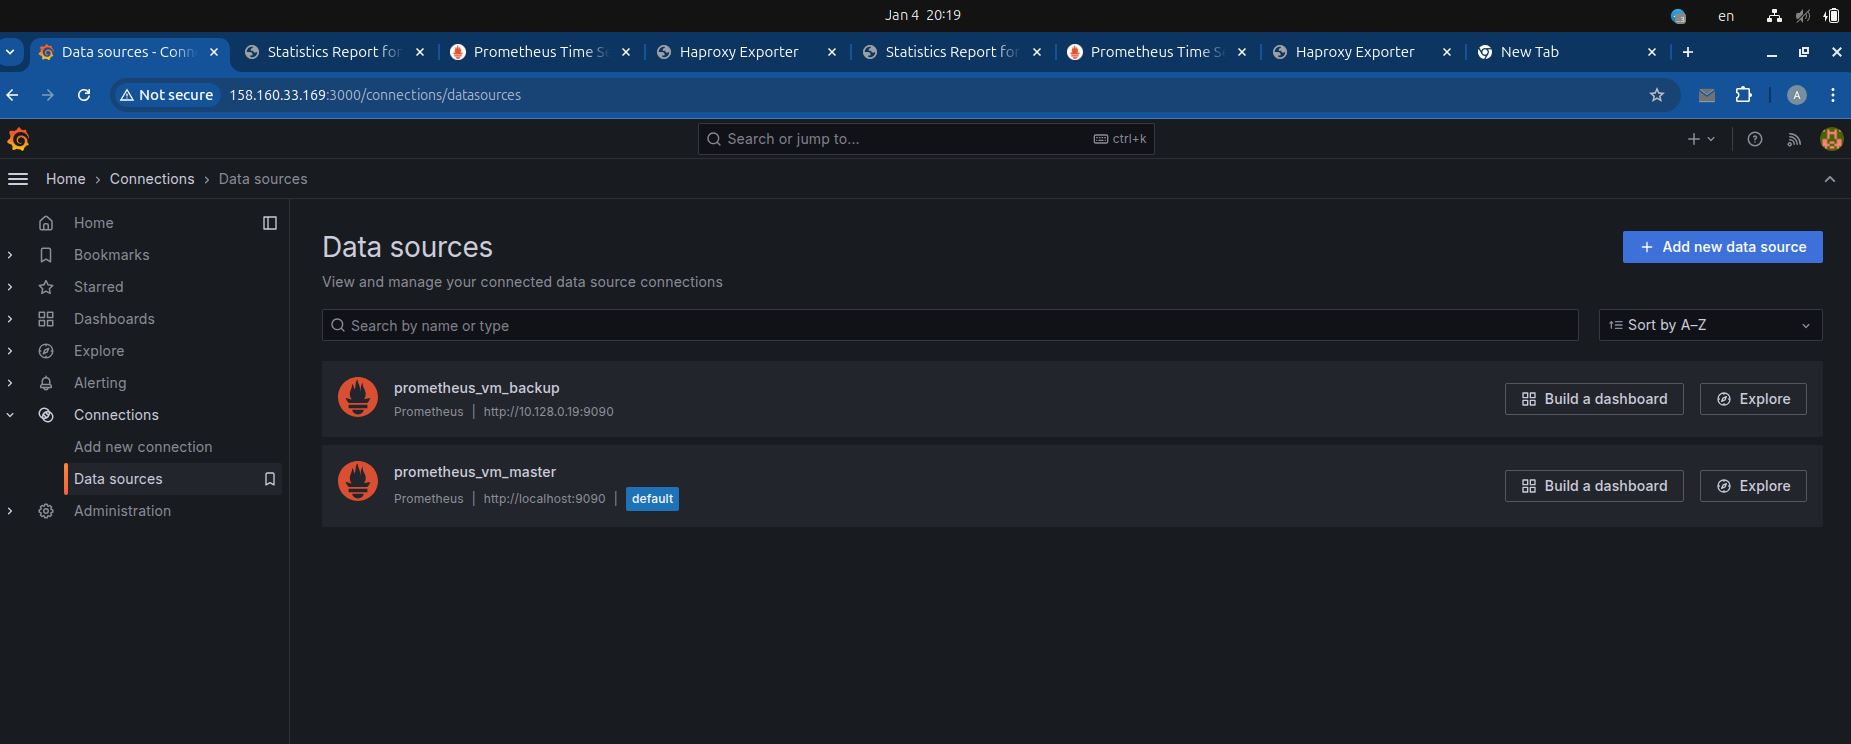 Jan 4 20:19
en
Data sources - Conn
Statistics Report for
Prometheus Time Se
Haproxy Exporter
Statistics Report for
Prometheus Time Se
Haproxy Exporter
New Tab
Not secure
158.160.33.169:3000/connections/datasources
A
Search or jump to...
ctrl+k
Home › Connections › Data sources
Home
Bookmarks
Starred
Dashboards
Explore
Alerting
Connections
Add new connection
Data sources
Administration
Data sources
Add new data source
View and manage your connected data source connections
Search by name or type
Sort by A–Z
prometheus_vm_backup
Prometheus | http://10.128.0.19:9090
Build a dashboard
Explore
prometheus_vm_master
Prometheus | http://localhost:9090 | default
Build a dashboard
Explore